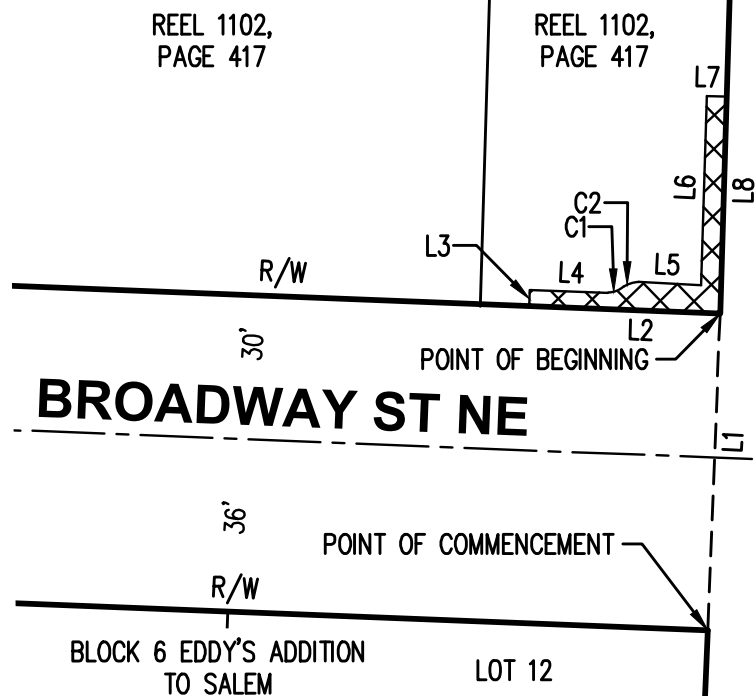 REEL 1102,
PAGE 417
REEL 1102,
PAGE 417
L7
L6
L8
C2
C1
L3
L4
L5
R/W
L2
30'
POINT OF BEGINNING
BROADWAY ST NE
L1
36'
POINT OF COMMENCEMENT
R/W
BLOCK 6 EDDY'S ADDITION
TO SALEM
LOT 12